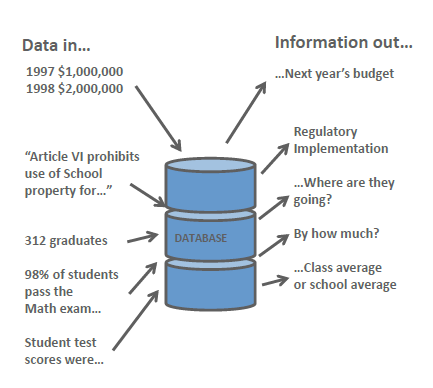 Data in...
Information out...
1997 $1,000,000
1998 $2,000,000
...Next year's budget
Regulatory
Implementation
"Article VI prohibits
use of School
property for..."
...Where are they
going?
312 graduates
DATABASE
By how much?
98% of students
pass the
Math exam...
...Class average
or school average
Student test
scores were...